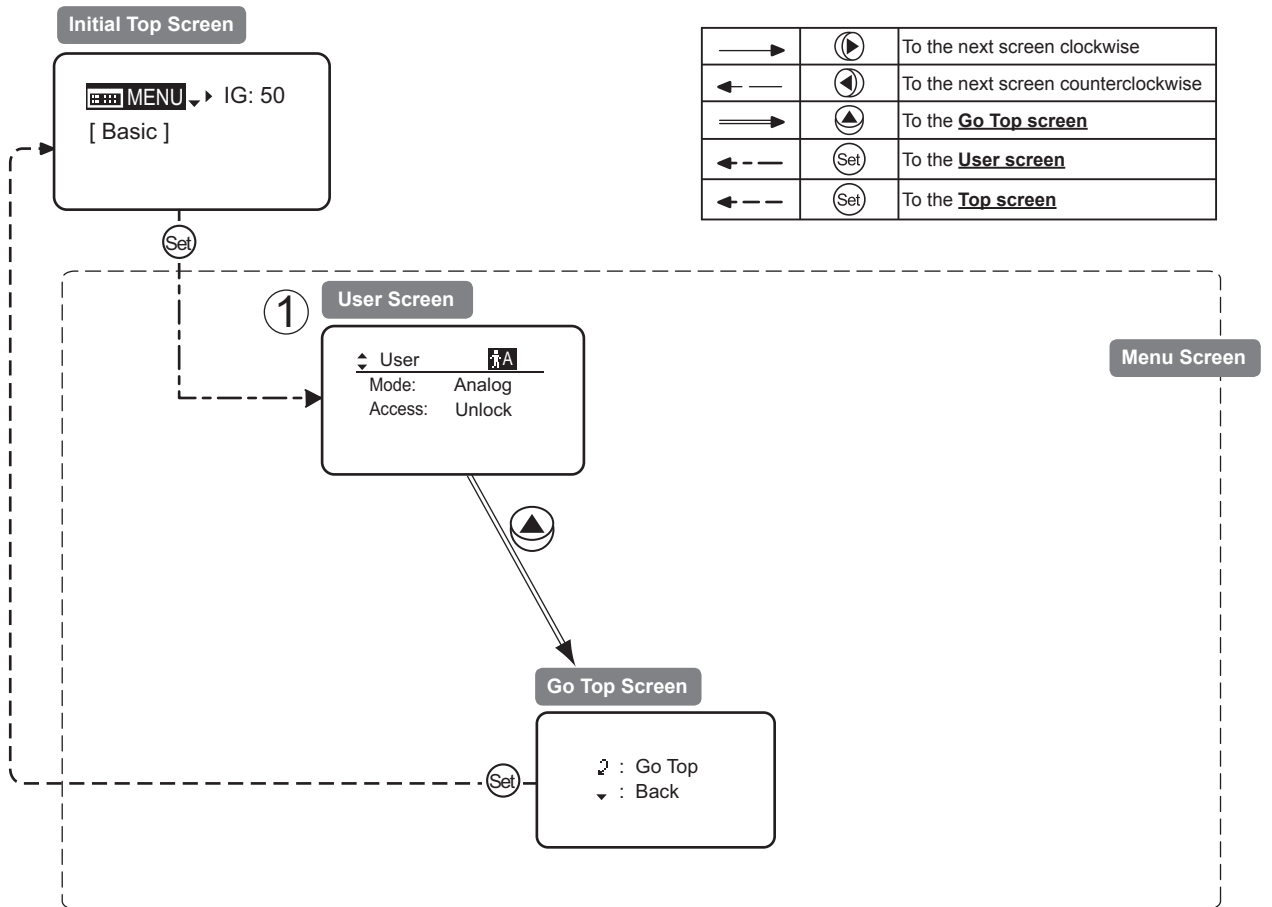 Initial Top Screen
MENU IG: 50
[ Basic ]
Set
To the next screen clockwise
To the next screen counterclockwise
To the Go Top screen
Set To the User screen
Set To the Top screen
1 User Screen
User A
Mode: Analog
Access: Unlock
Menu Screen
Go Top Screen
: Go Top
: Back
Set